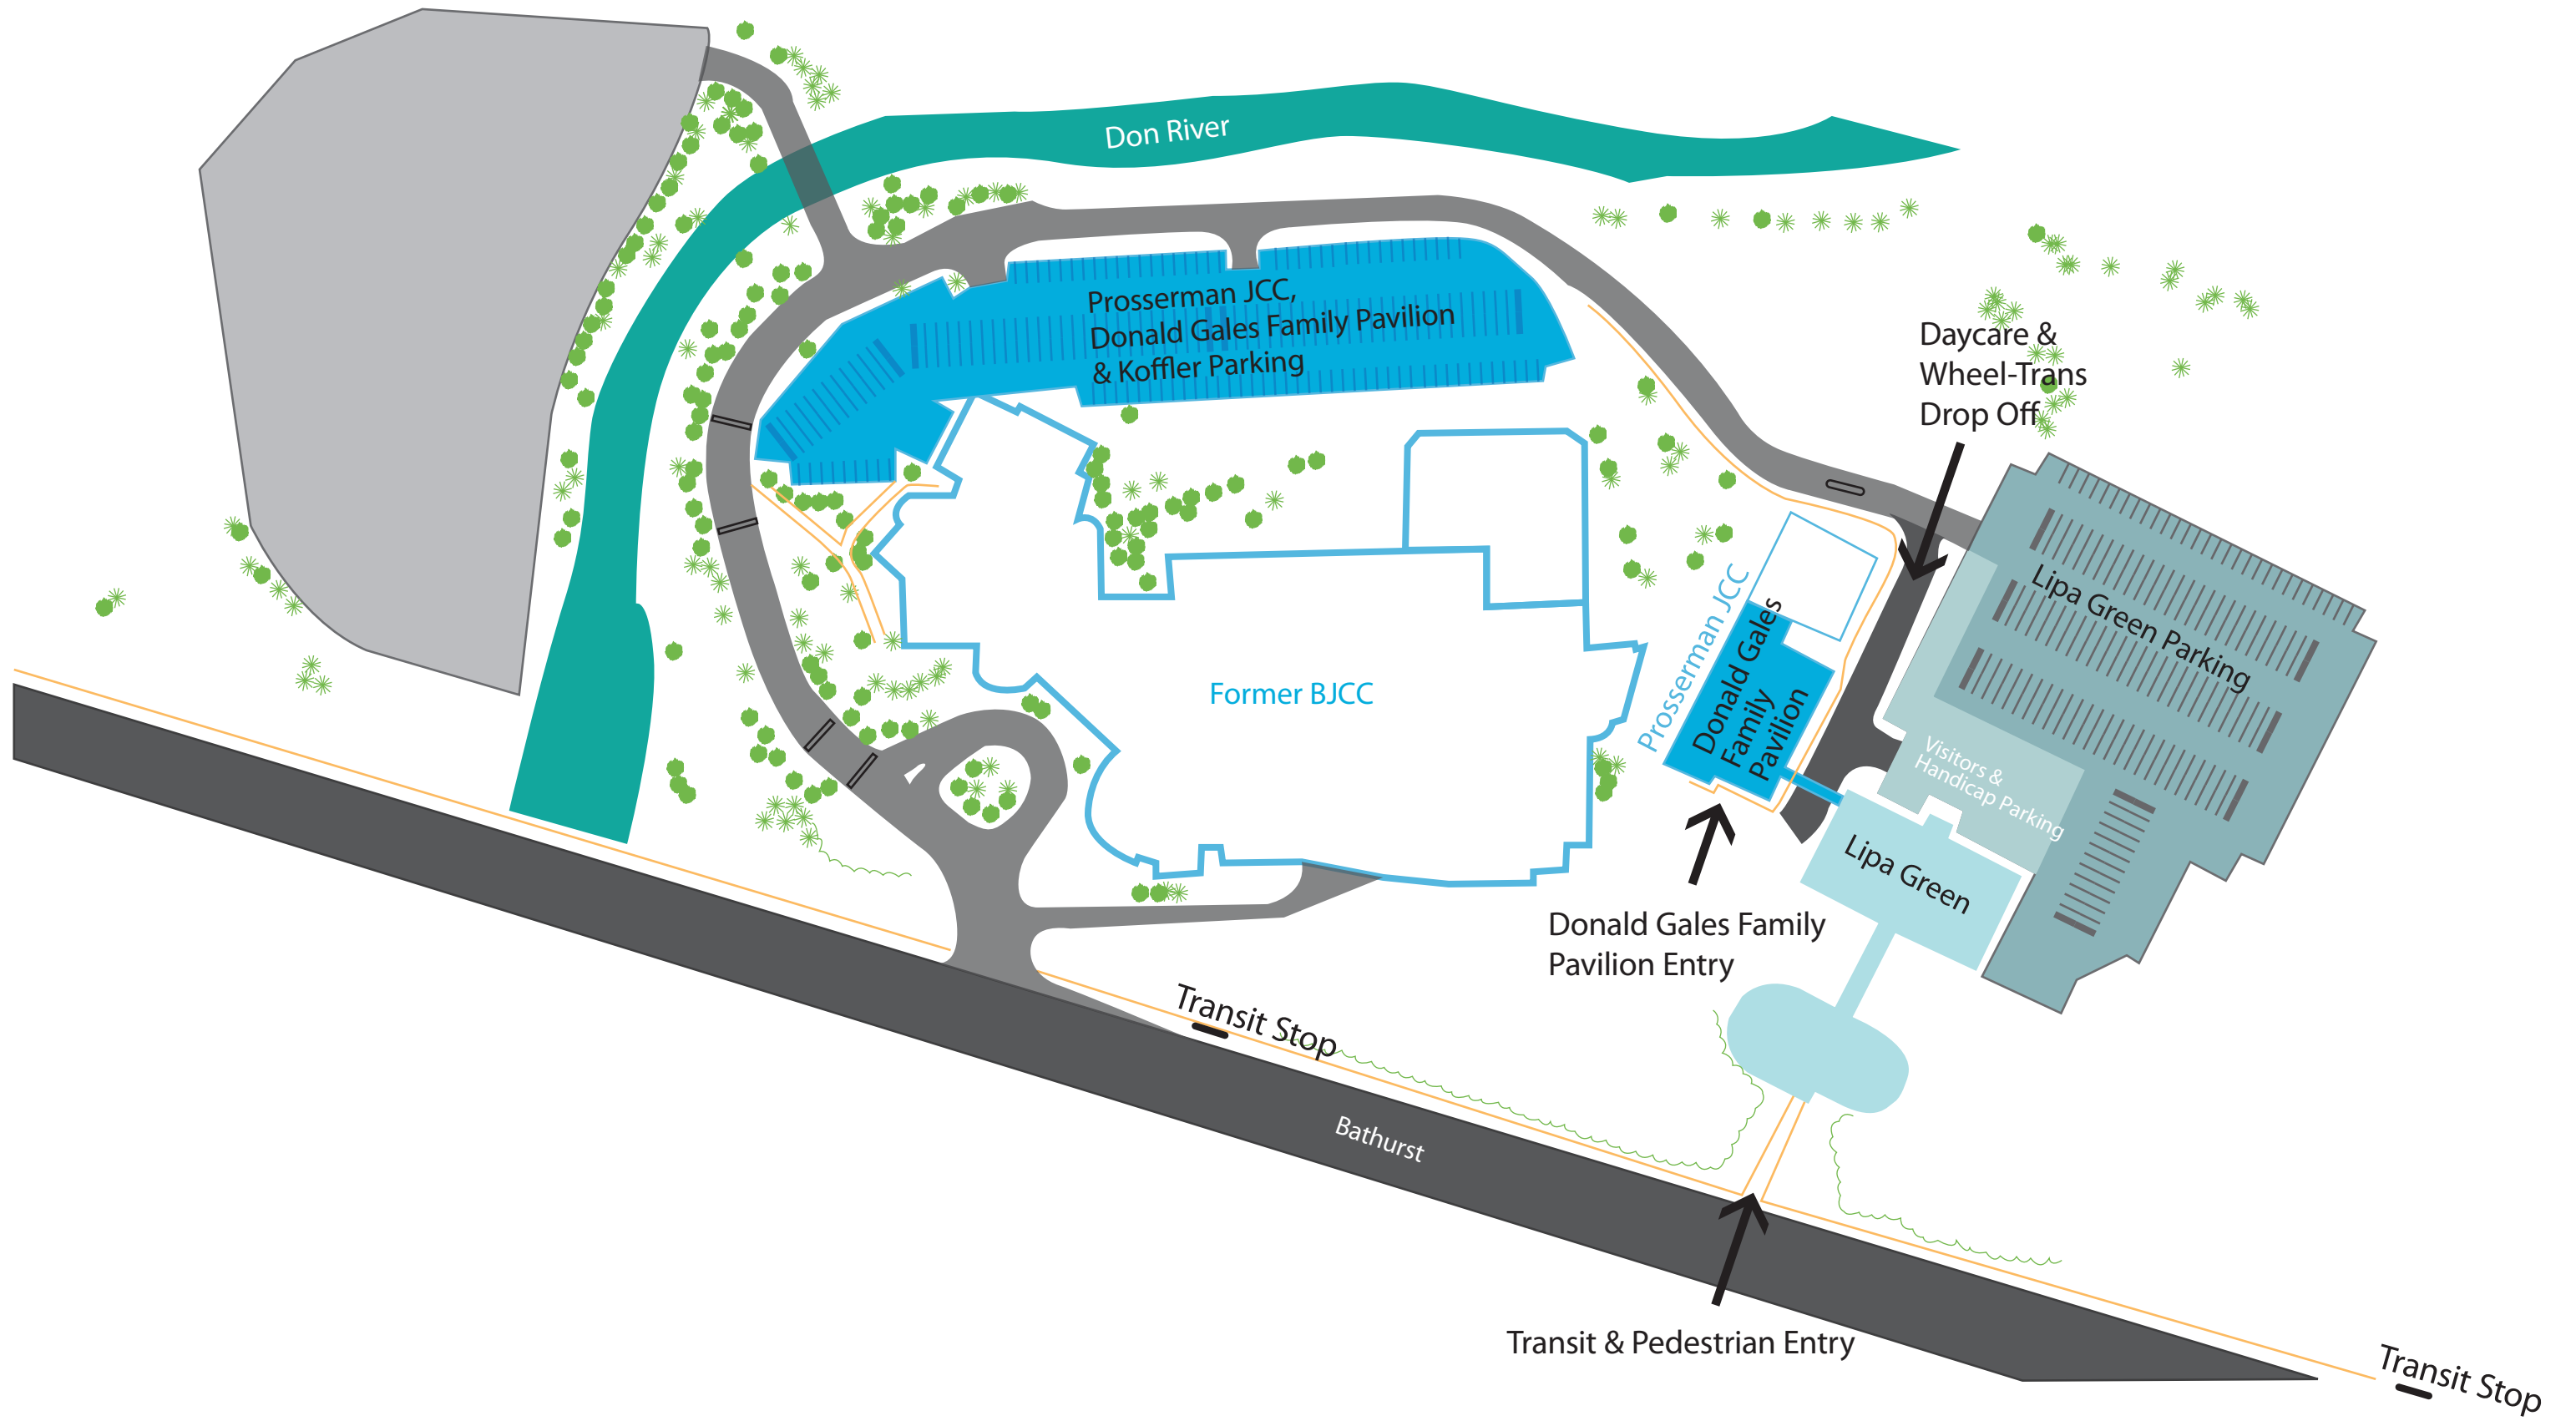 Don River
Prosserman JCC,
Donald Gales Family Pavilion
& Koffler Parking
Daycare &
Wheel-Trans
Drop Off
Lipa Green Parking
Prosserman JCC
Donald Gales
Family
Pavilion
Former BJCC
Visitors &
Handicap Parking
Lipa Green
Donald Gales Family
Pavilion Entry
Transit Stop
Bathurst
Transit & Pedestrian Entry
Transit Stop